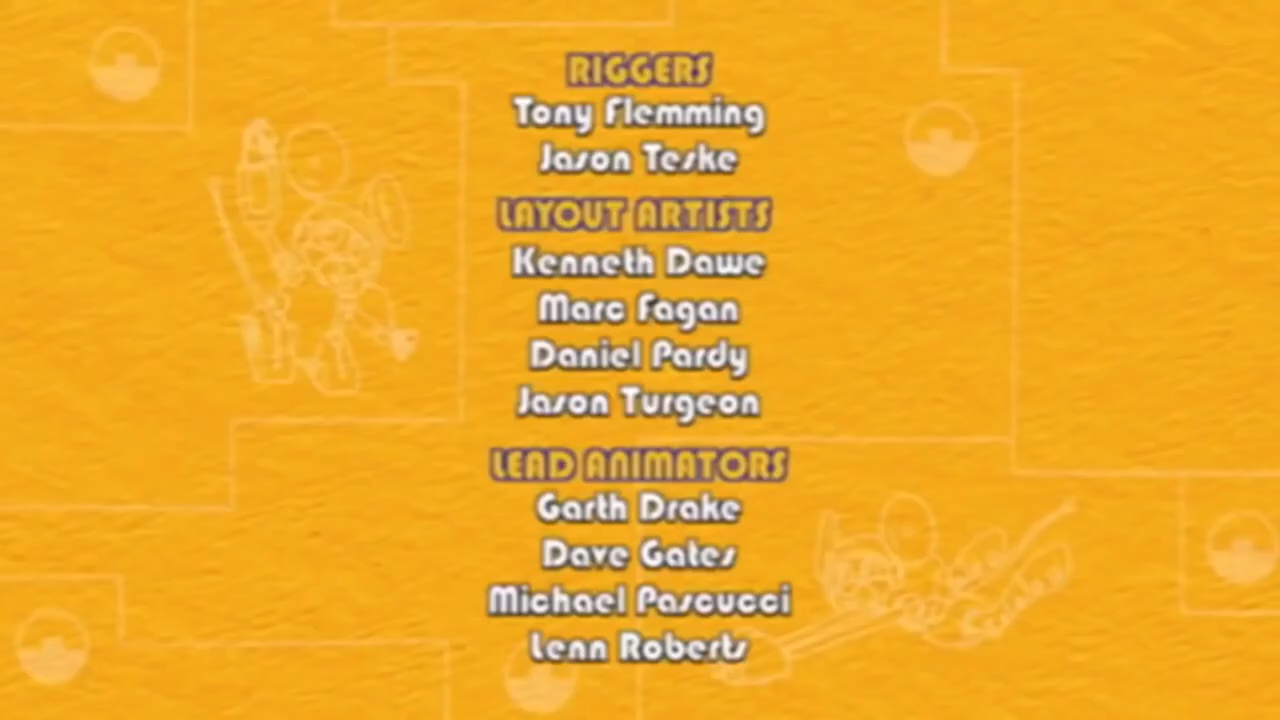 RIGGERS
Tony Flemming
Jason Teske
LAYOUT ARTISTS
Kenneth Dawe
Marc Fagan
Daniel Pardy
Jason Turgeon
LEAD ANIMATORS
Garth Drake
Dave Gates
Michael Pascucci
Lenn Roberts